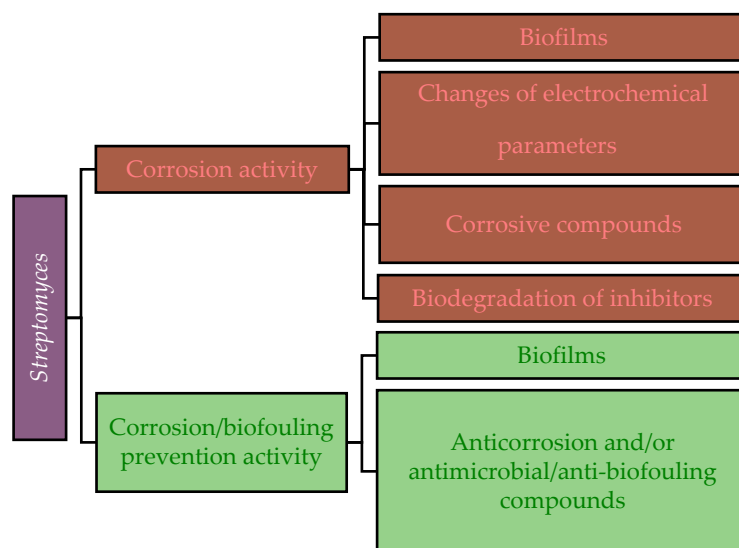 Streptomyces
Corrosion activity
Biofilms
Changes of electrochemical
parameters
Corrosive compounds
Biodegradation of inhibitors
Corrosion/biofouling
prevention activity
Biofilms
Anticorrosion and/or
antimicrobial/anti-biofouling
compounds